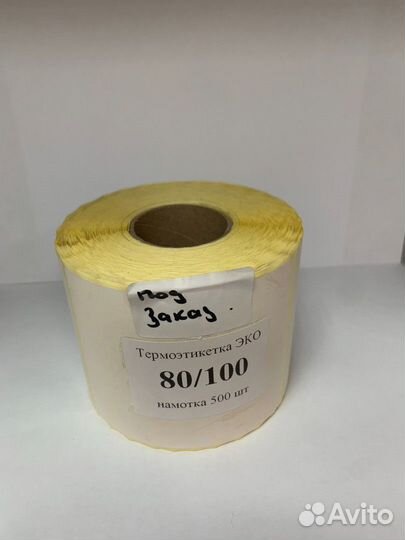 под
заказ.
Термоэтикетка ЭКО
80/100
намотка 500 шт
Avito